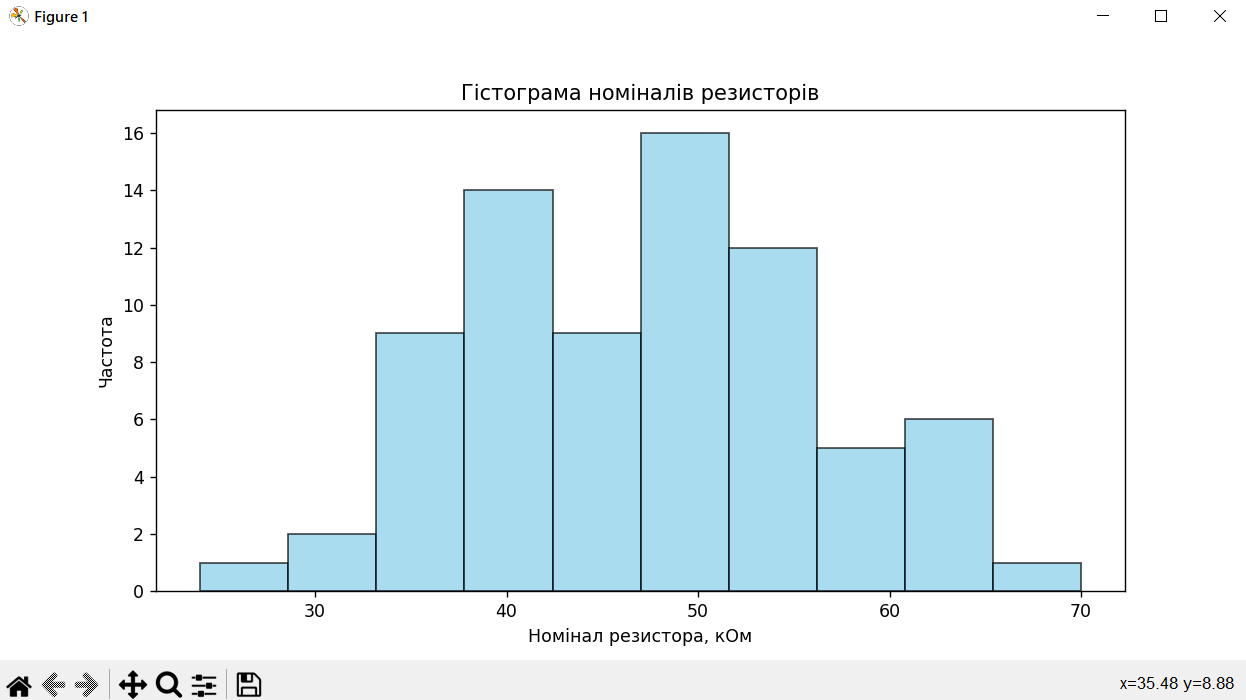 Figure 1
Гістограма номіналів резисторів
16
14
12
10
8
6
4
2
0
Частота
30 40 50 60 70
Номінал резистора, кОм
x=35.48 y=8.88